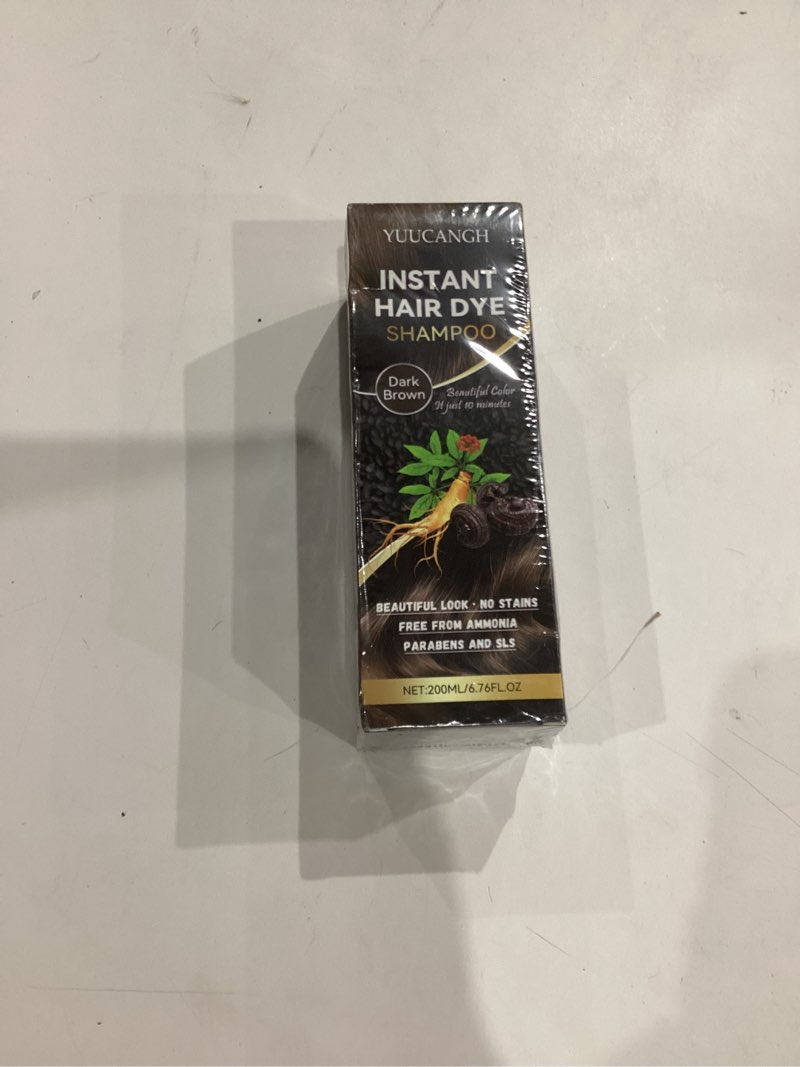 YUUCANGH
INSTANT
HAIR DYE
SHAMPOO
Dark
Brown
Beautiful Color
It just 10 minutes
BEAUTIFUL LOOK · NO STAINS
FREE FROM AMMONIA
PARABENS AND SLS
NET:200ML/6.76FL.OZ